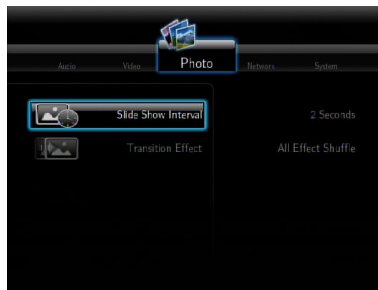 Audio Video Photo Network System
Slide Show Interval 2 Seconds
Transition Effect All Effect Shuffle